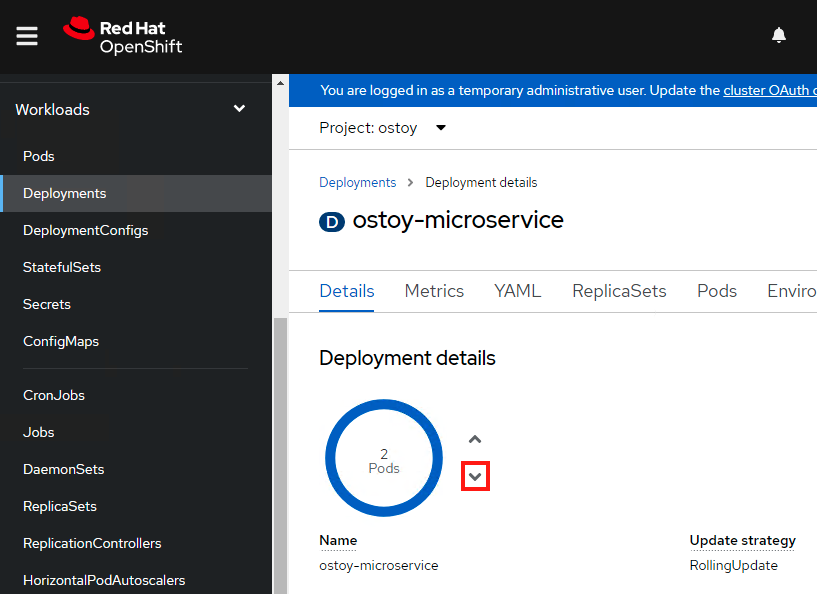 Red Hat
OpenShift
Workloads
Pods
Deployments
DeploymentConfigs
StatefulSets
Secrets
ConfigMaps
CronJobs
Jobs
DaemonSets
ReplicaSets
ReplicationControllers
HorizontalPodAutoscalers
You are logged in as a temporary administrative user. Update the cluster OAuth
Project: ostoy
Deployments > Deployment details
D ostoy-microservice
Details Metrics YAML ReplicaSets Pods Enviro
Deployment details
2
Pods
Name
ostoy-microservice
Update strategy
RollingUpdate